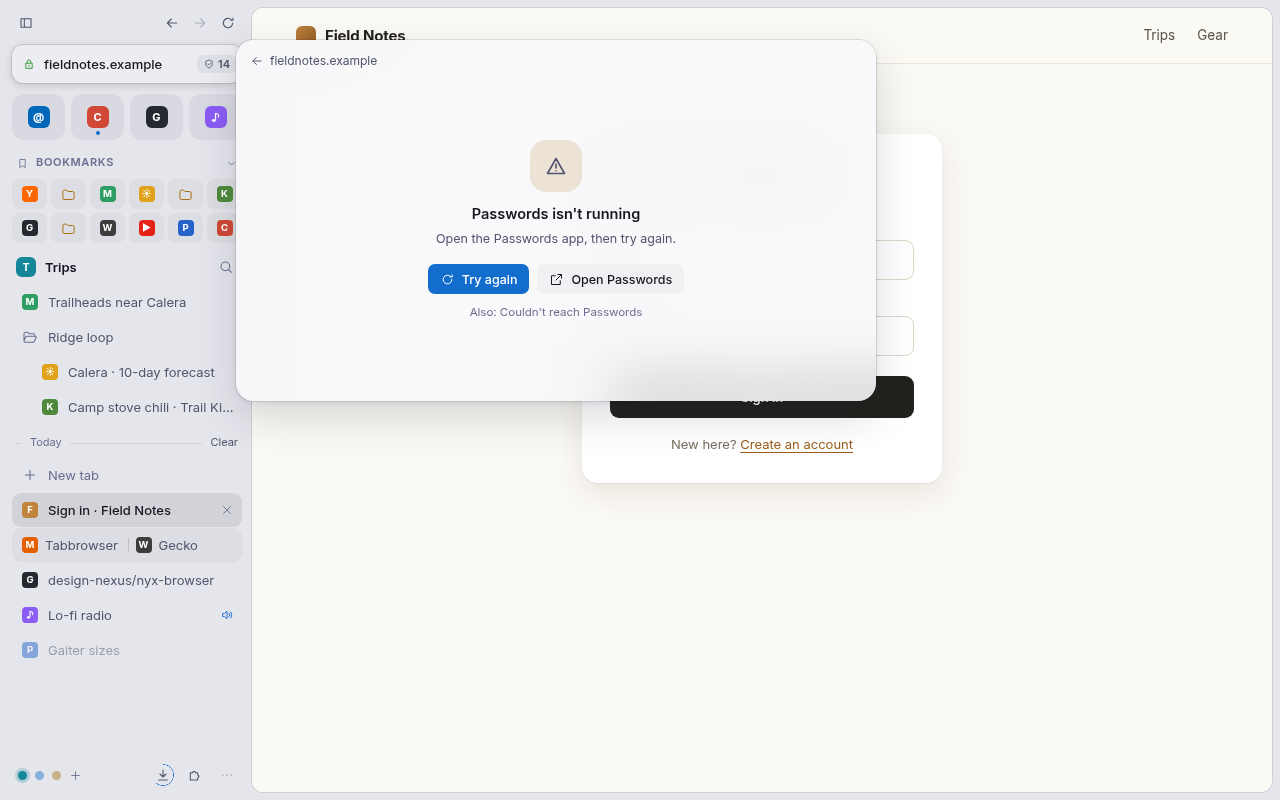 fieldnotes.example
14
@
C
G
BOOKMARKS
Y
M
K
G
W
P
C
T
Trips
M
Trailheads near Calera
Ridge loop
Calera · 10-day forecast
K
Camp stove chili · Trail Ki...
Today
Clear
New tab
F
Sign in · Field Notes
M
Tabbrowser
W
Gecko
G
design-nexus/nyx-browser
Lo-fi radio
P
Gaiter sizes
Field Notes
Trips
Gear
fieldnotes.example
Passwords isn't running
Open the Passwords app, then try again.
Try again
Open Passwords
Also: Couldn't reach Passwords
New here? Create an account